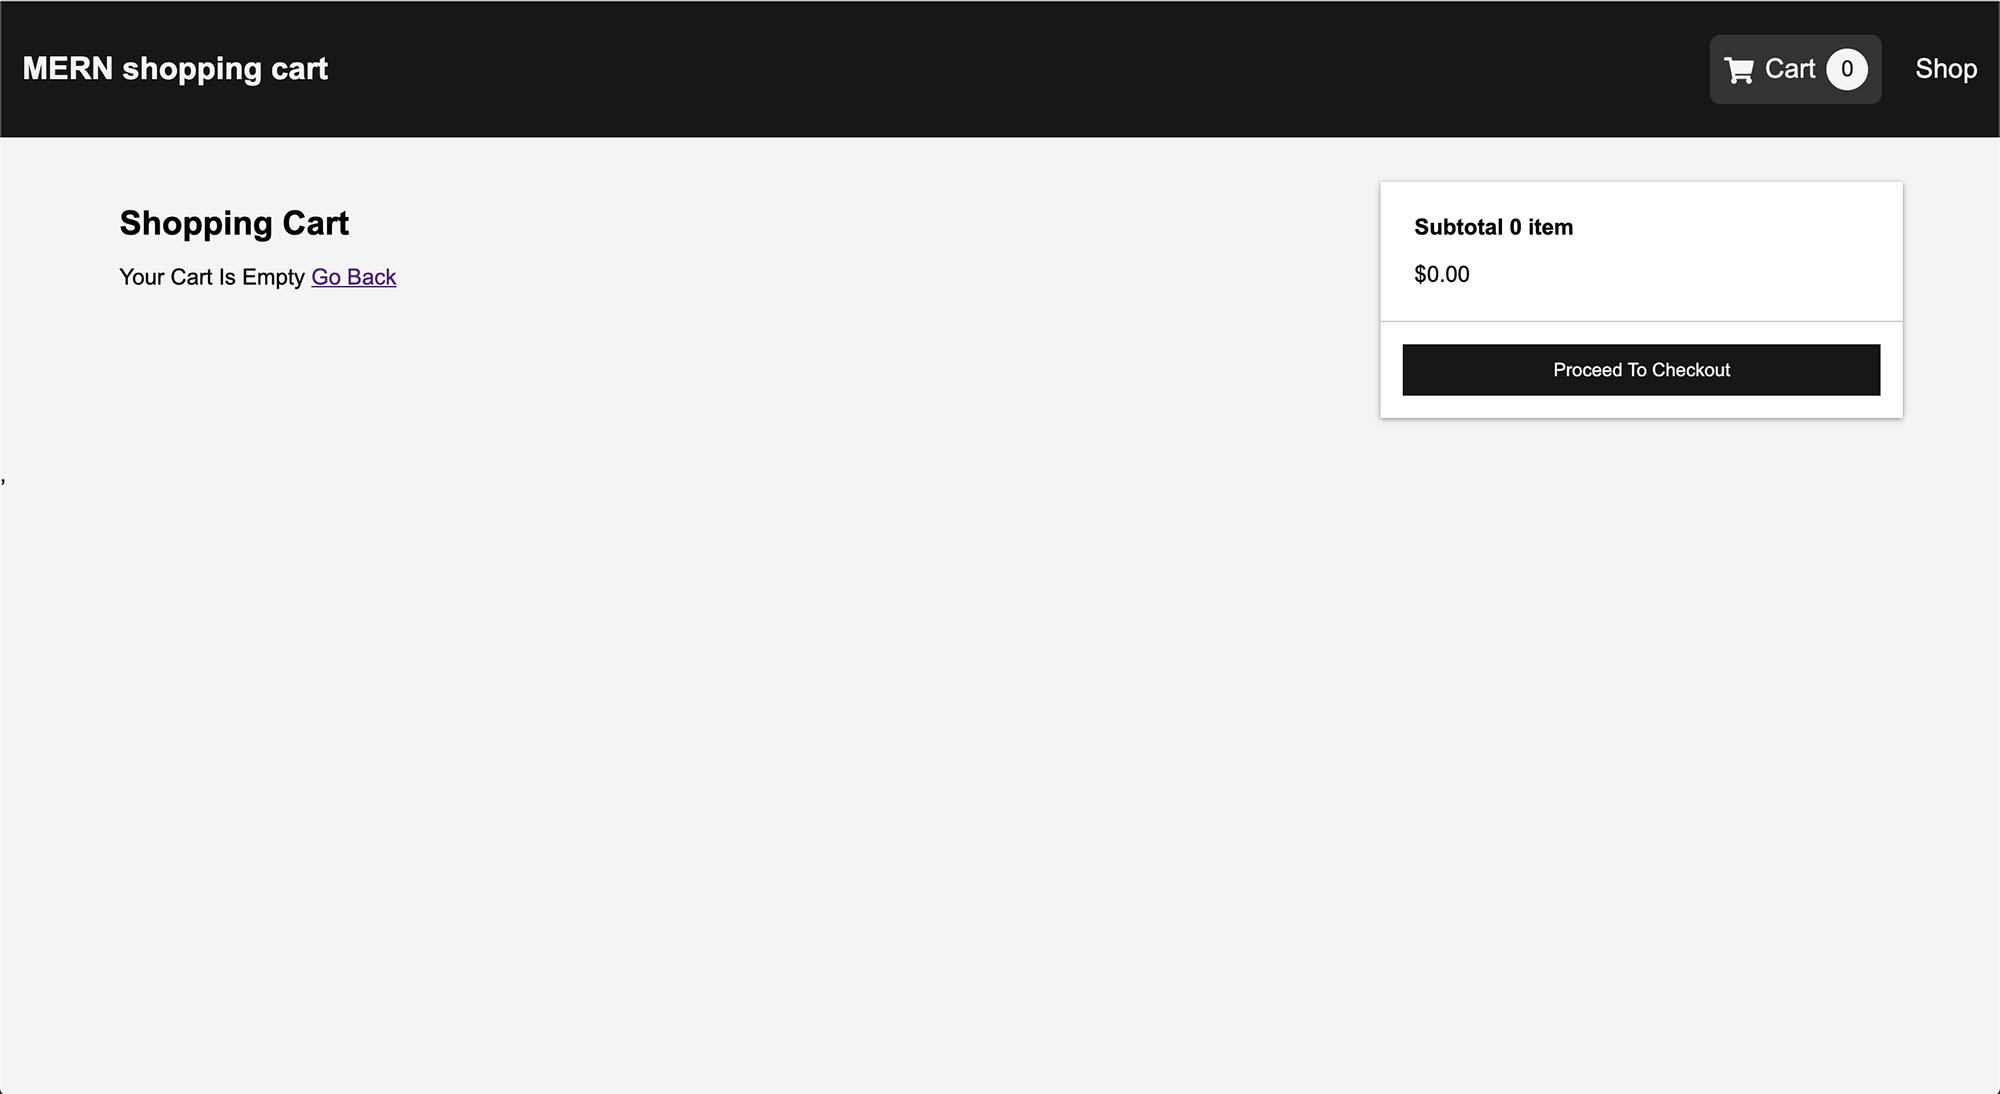 MERN shopping cart
Cart 0
Shop
Shopping Cart
Your Cart Is Empty Go Back
Subtotal 0 item
$0.00
Proceed To Checkout
,